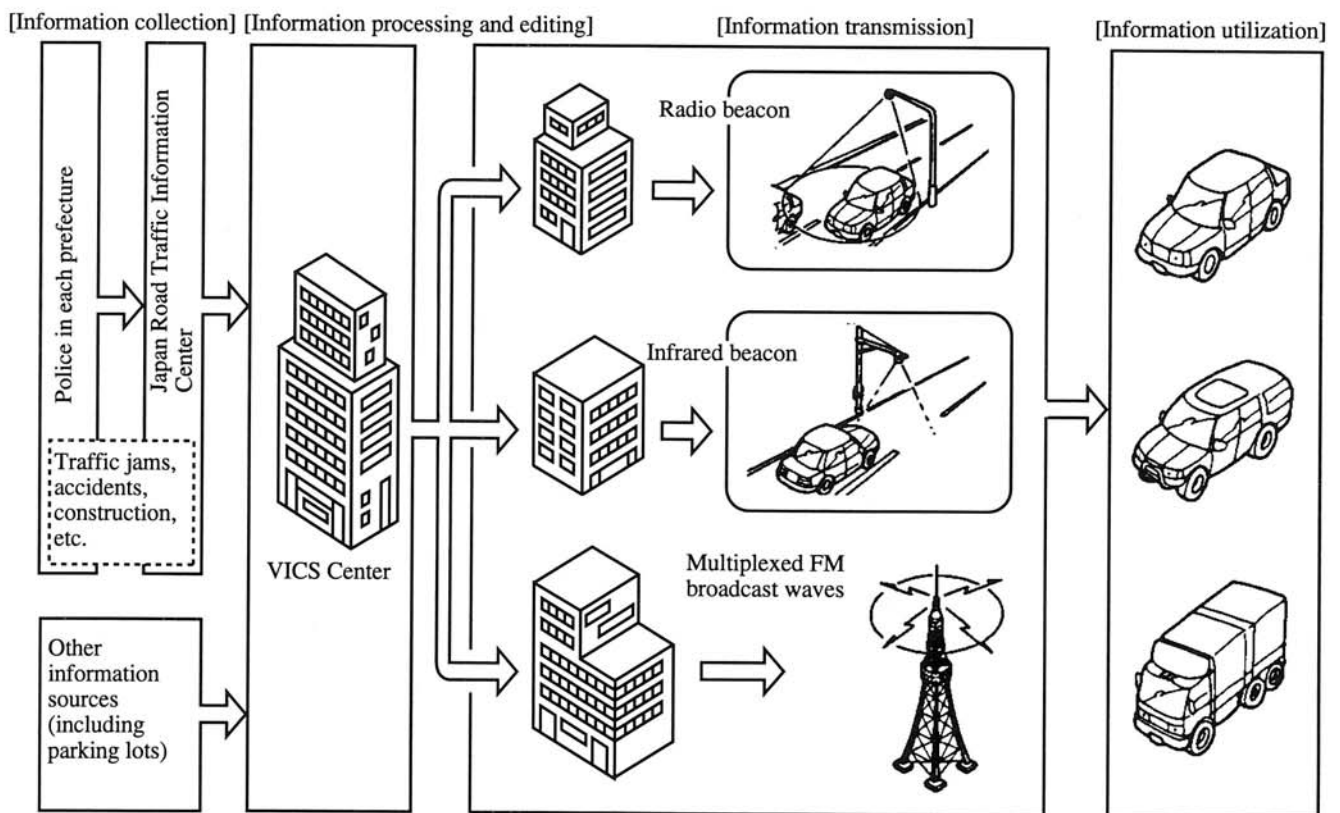 [Information collection]
[Information processing and editing]
[Information transmission]
[Information utilization]
Police in each prefecture
Japan Road Traffic Information
Center
Traffic jams,
accidents,
construction,
etc.
Other
information
sources
(including
parking lots)
VICS Center
Radio beacon
Infrared beacon
Multiplexed FM
broadcast waves